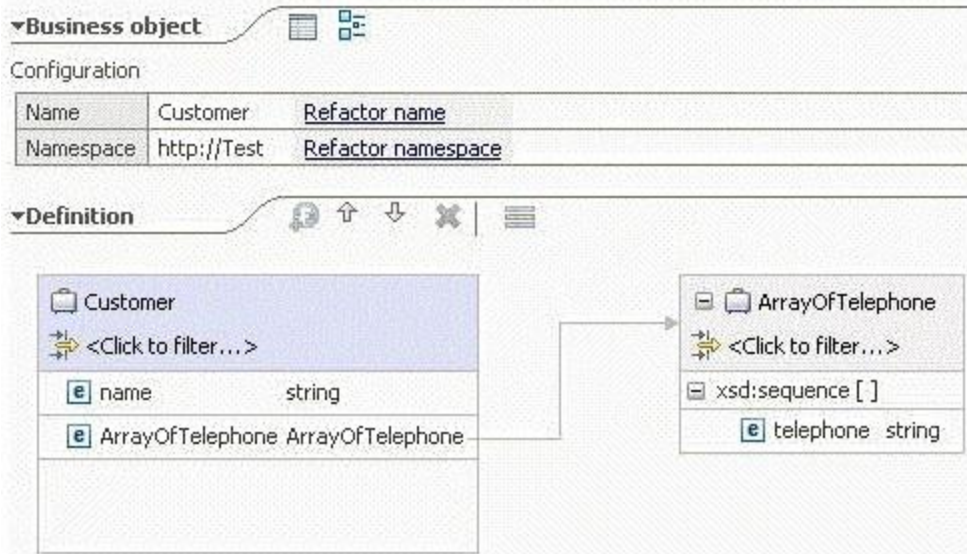 Business object
Configuration
Name Customer Refactor name
Namespace http://Test Refactor namespace
Definition
Customer
<Click to filter...>
e name string
e ArrayOfTelephone ArrayOfTelephone
ArrayOfTelephone
<Click to filter...>
xsd:sequence [ ]
e telephone string